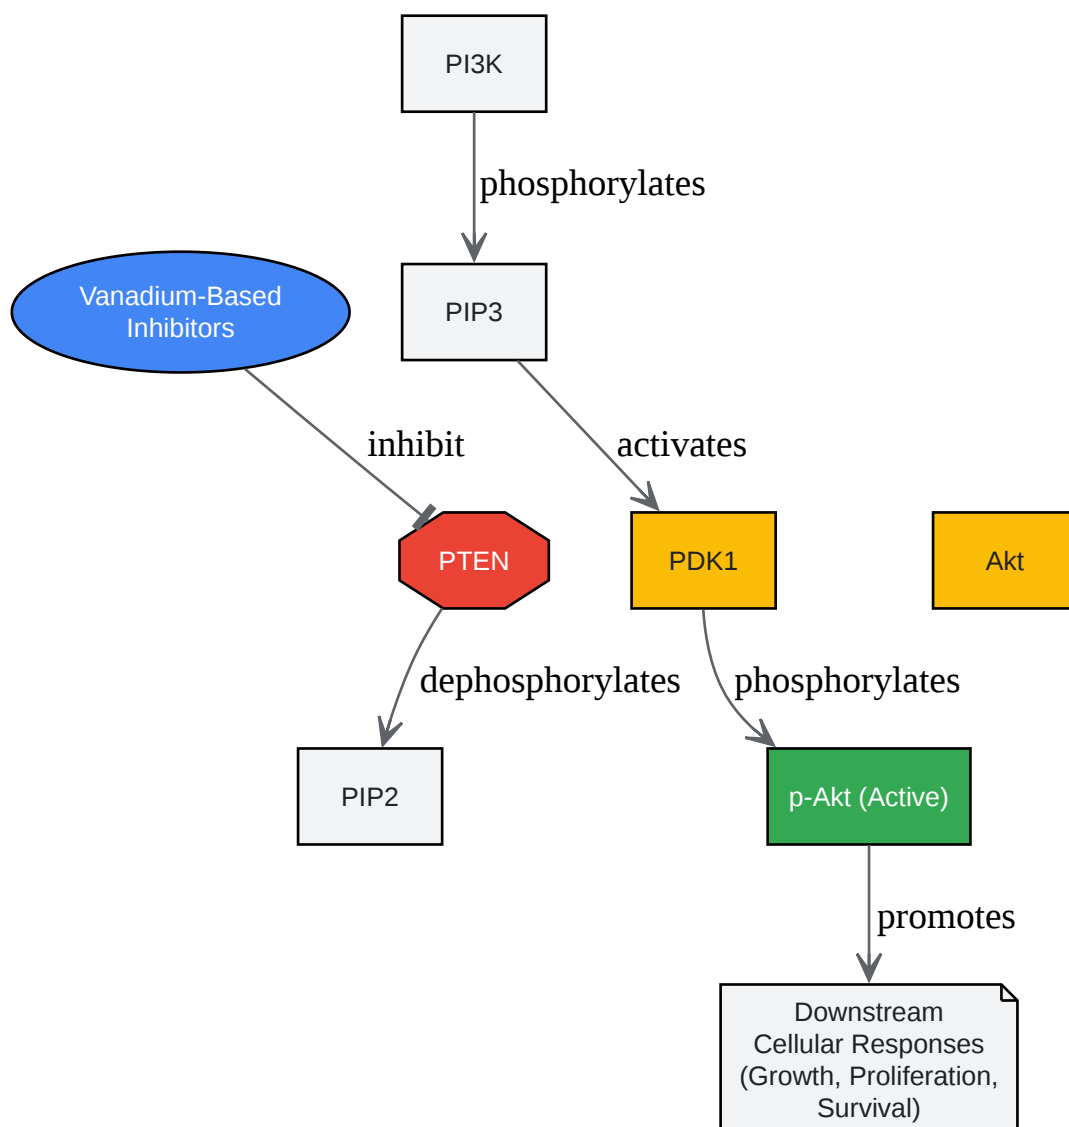 PI3K
phosphorylates
Vanadium-Based
Inhibitors
PIP3
inhibit
activates
PTEN
PDK1
Akt
dephosphorylates
phosphorylates
PIP2
p-Akt (Active)
promotes
Downstream
Cellular Responses
(Growth, Proliferation,
Survival)